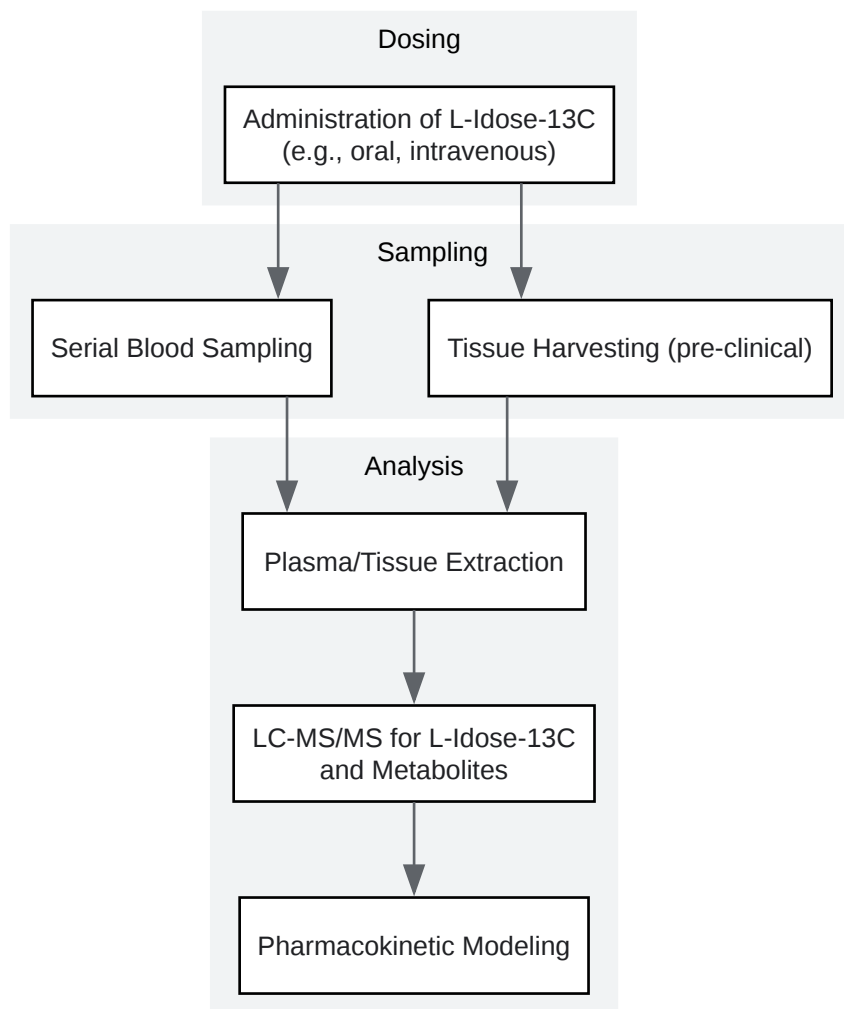 Dosing
Administration of L-Idose-13C
(e.g., oral, intravenous)
Sampling
Serial Blood Sampling
Tissue Harvesting (pre-clinical)
Analysis
Plasma/Tissue Extraction
LC-MS/MS for L-Idose-13C
and Metabolites
Pharmacokinetic Modeling